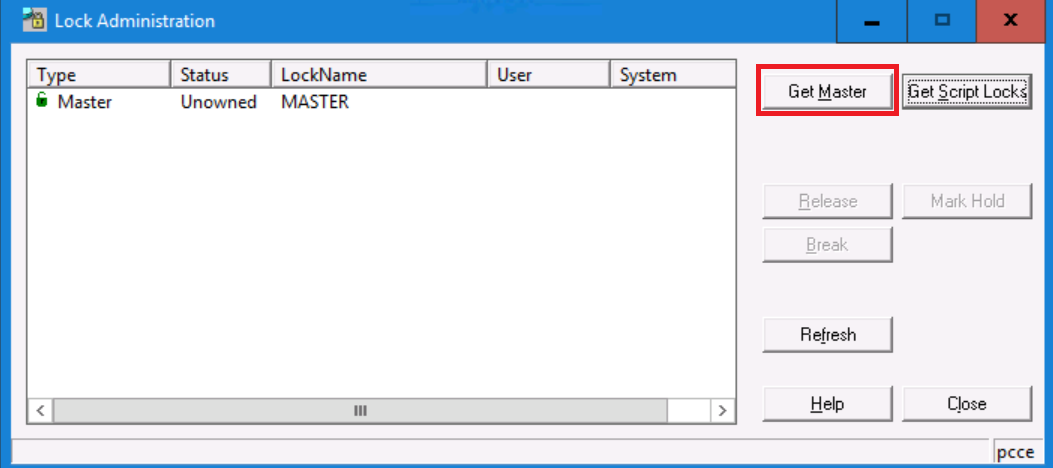 Lock Administration
Type Status LockName User System
Master Unowned MASTER
Get Master Get Script Locks
Release Mark Hold
Break
Refresh
Help Close
pcce